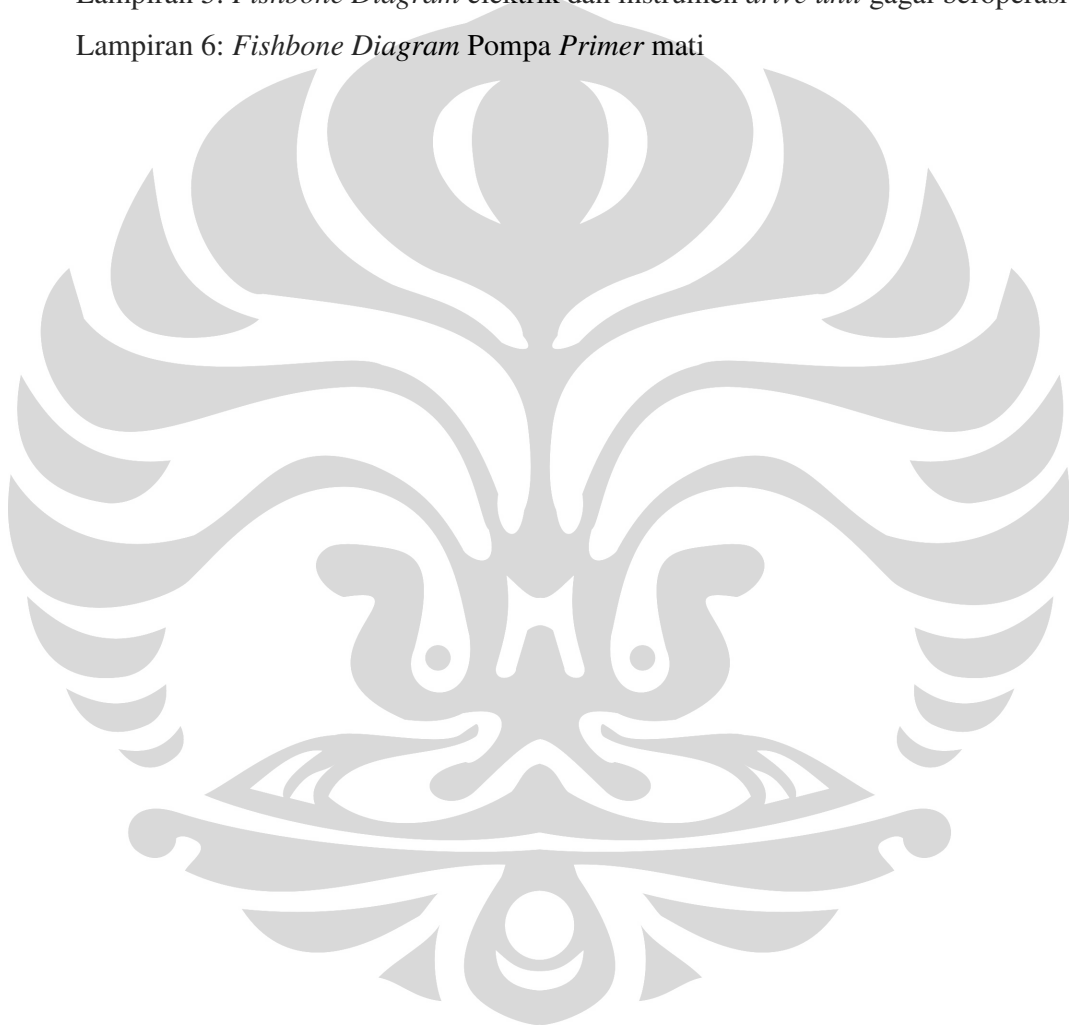 Lampiran 5: Fishbone Diagram elektrik dan instrumen drive unit gagal beroperasi
Lampiran 6: Fishbone Diagram Pompa Primer mati